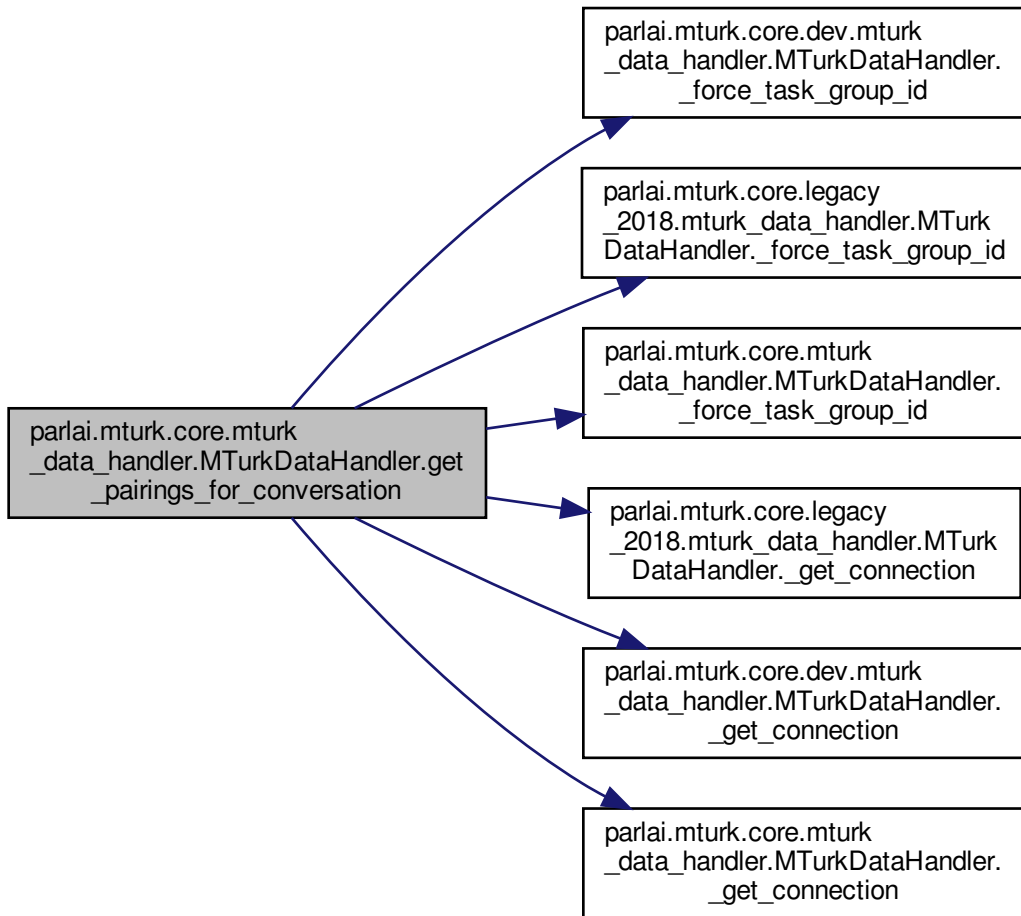 parlai.mturk.core.dev.mturk
_data_handler.MTurkDataHandler.
_force_task_group_id
parlai.mturk.core.legacy
_2018.mturk_data_handler.MTurk
DataHandler._force_task_group_id
parlai.mturk.core.mturk
_data_handler.MTurkDataHandler.
_force_task_group_id
parlai.mturk.core.mturk
_data_handler.MTurkDataHandler.get
_pairings_for_conversation
parlai.mturk.core.legacy
_2018.mturk_data_handler.MTurk
DataHandler._get_connection
parlai.mturk.core.dev.mturk
_data_handler.MTurkDataHandler.
_get_connection
parlai.mturk.core.mturk
_data_handler.MTurkDataHandler.
_get_connection